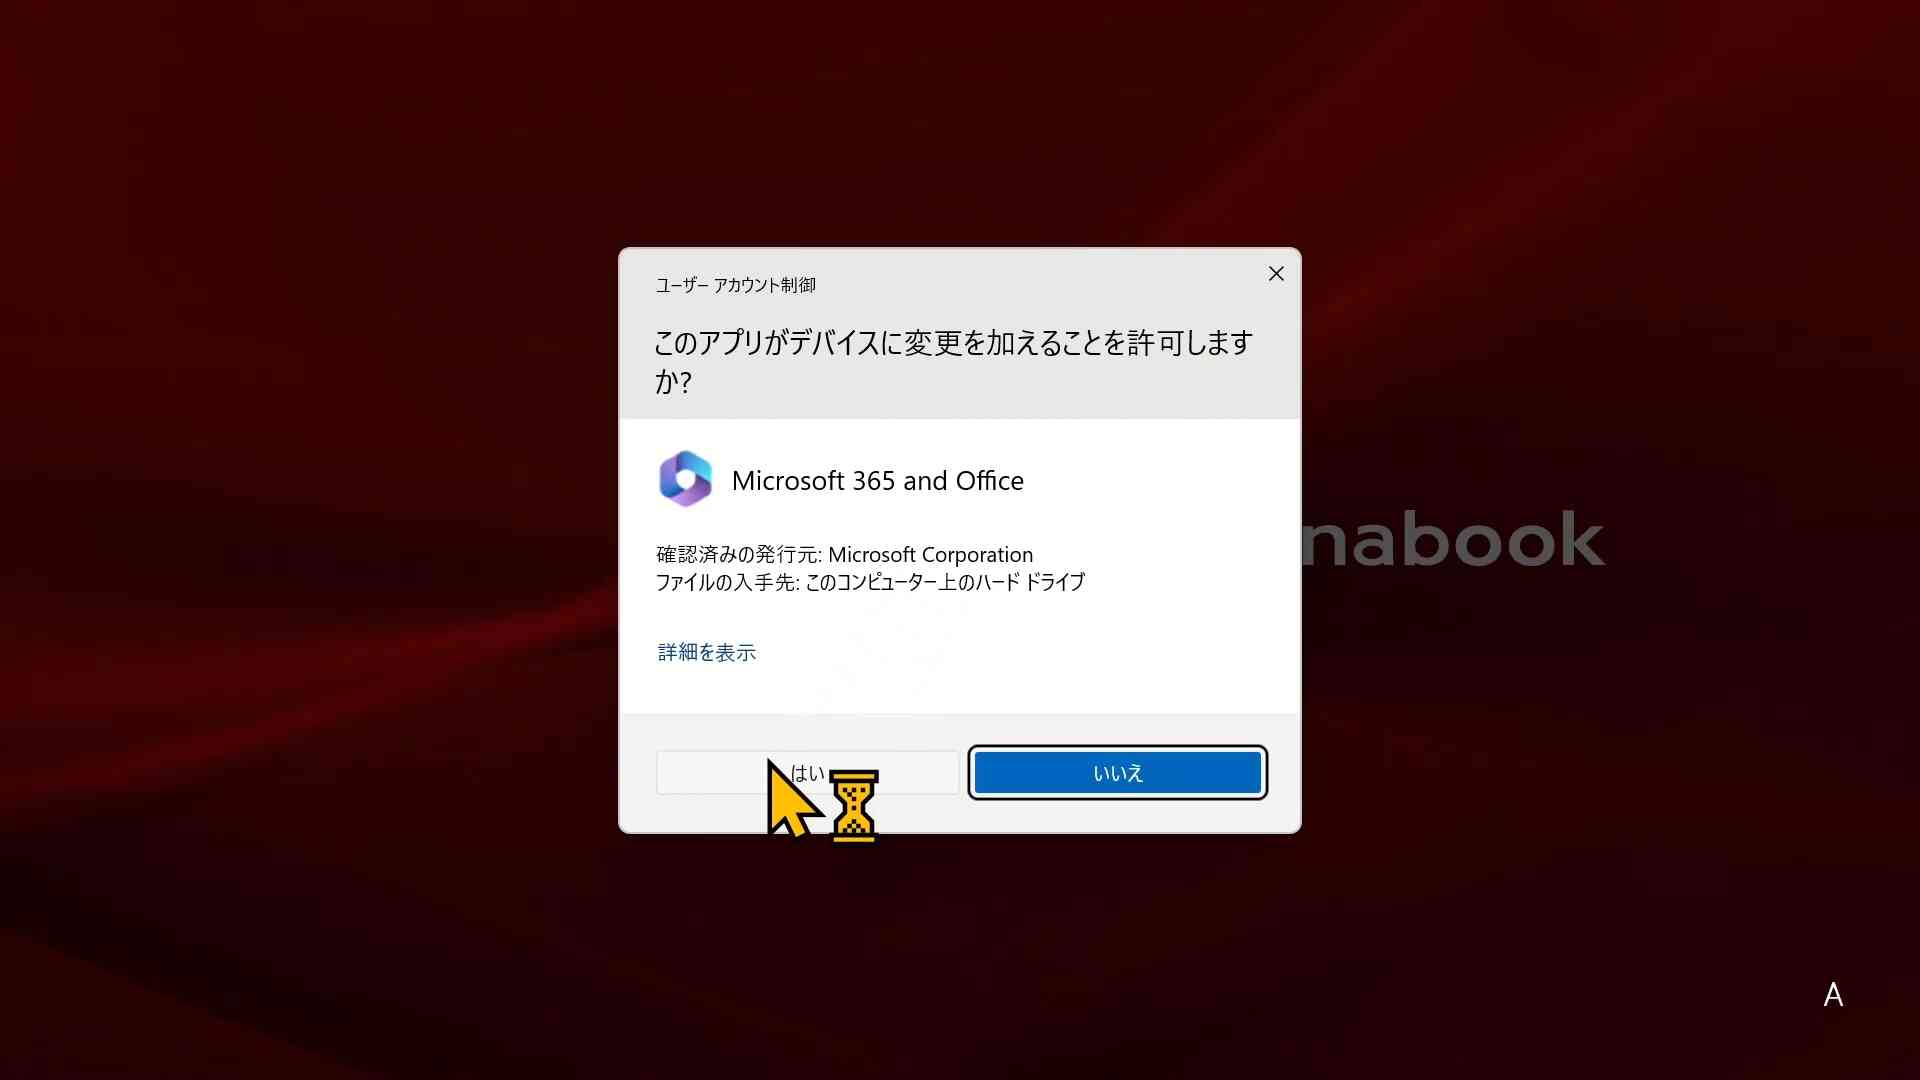 ユーザー アカウント制御
このアプリがデバイスに変更を加えることを許可します
か?
Microsoft 365 and Office
確認済みの発行元: Microsoft Corporation
ファイルの入手先: このコンピューター上のハード ドライブ
nabook
詳細を表示
はい
いいえ
A